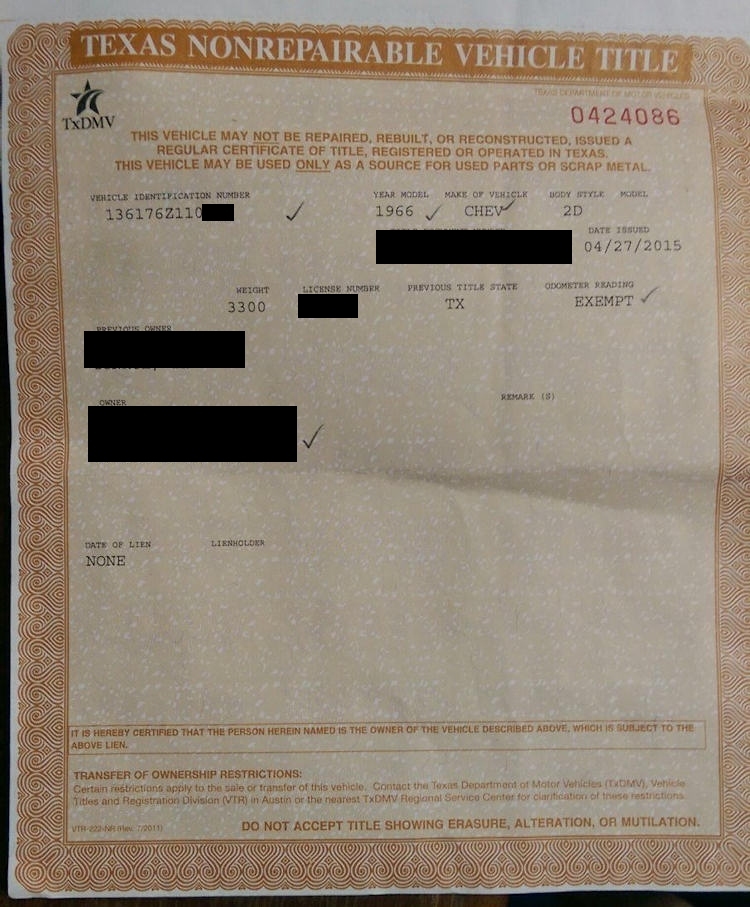 TEXAS NONREPAIRABLE VEHICLE TITLE
TEXAS DEPARTMENT OF MOTOR VEHICLES
TxDMV
0424086
THIS VEHICLE MAY NOT BE REPAIRED, REBUILT, OR RECONSTRUCTED, ISSUED A
REGULAR CERTIFICATE OF TITLE, REGISTERED OR OPERATED IN TEXAS.
THIS VEHICLE MAY BE USED ONLY AS A SOURCE FOR USED PARTS OR SCRAP METAL.
VEHICLE IDENTIFICATION NUMBER YEAR MODEL MAKE OF VEHICLE BODY STYLE MODEL
136176Z110 1966 CHEV 2D
DATE ISSUED
04/27/2015
WEIGHT LICENSE NUMBER PREVIOUS TITLE STATE ODOMETER READING
3300 TX EXEMPT
PREVIOUS OWNER
OWNER REMARK (S)
DATE OF LIEN LIENHOLDER
NONE
IT IS HEREBY CERTIFIED THAT THE PERSON HEREIN NAMED IS THE OWNER OF THE VEHICLE DESCRIBED ABOVE, WHICH IS SUBJECT TO THE
ABOVE LIEN.
TRANSFER OF OWNERSHIP RESTRICTIONS:
Certain restrictions apply to the sale or transfer of this vehicle. Contact the Texas Department of Motor Vehicles (TxDMV), Vehicle
Titles and Registration Division (VTR) in Austin or the nearest TxDMV Regional Service Center for clarification of these restrictions.
VTR-222-NR (Rev. 7/2011) DO NOT ACCEPT TITLE SHOWING ERASURE, ALTERATION, OR MUTILATION.